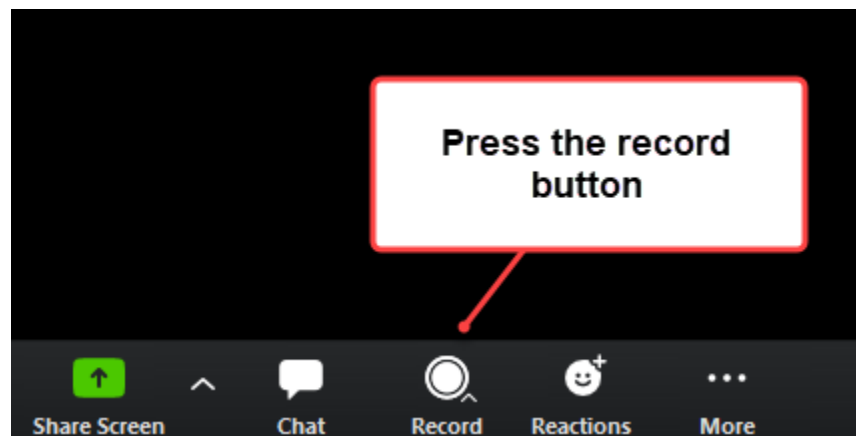 Press the record
button
Share Screen
Chat
Record
Reactions
More